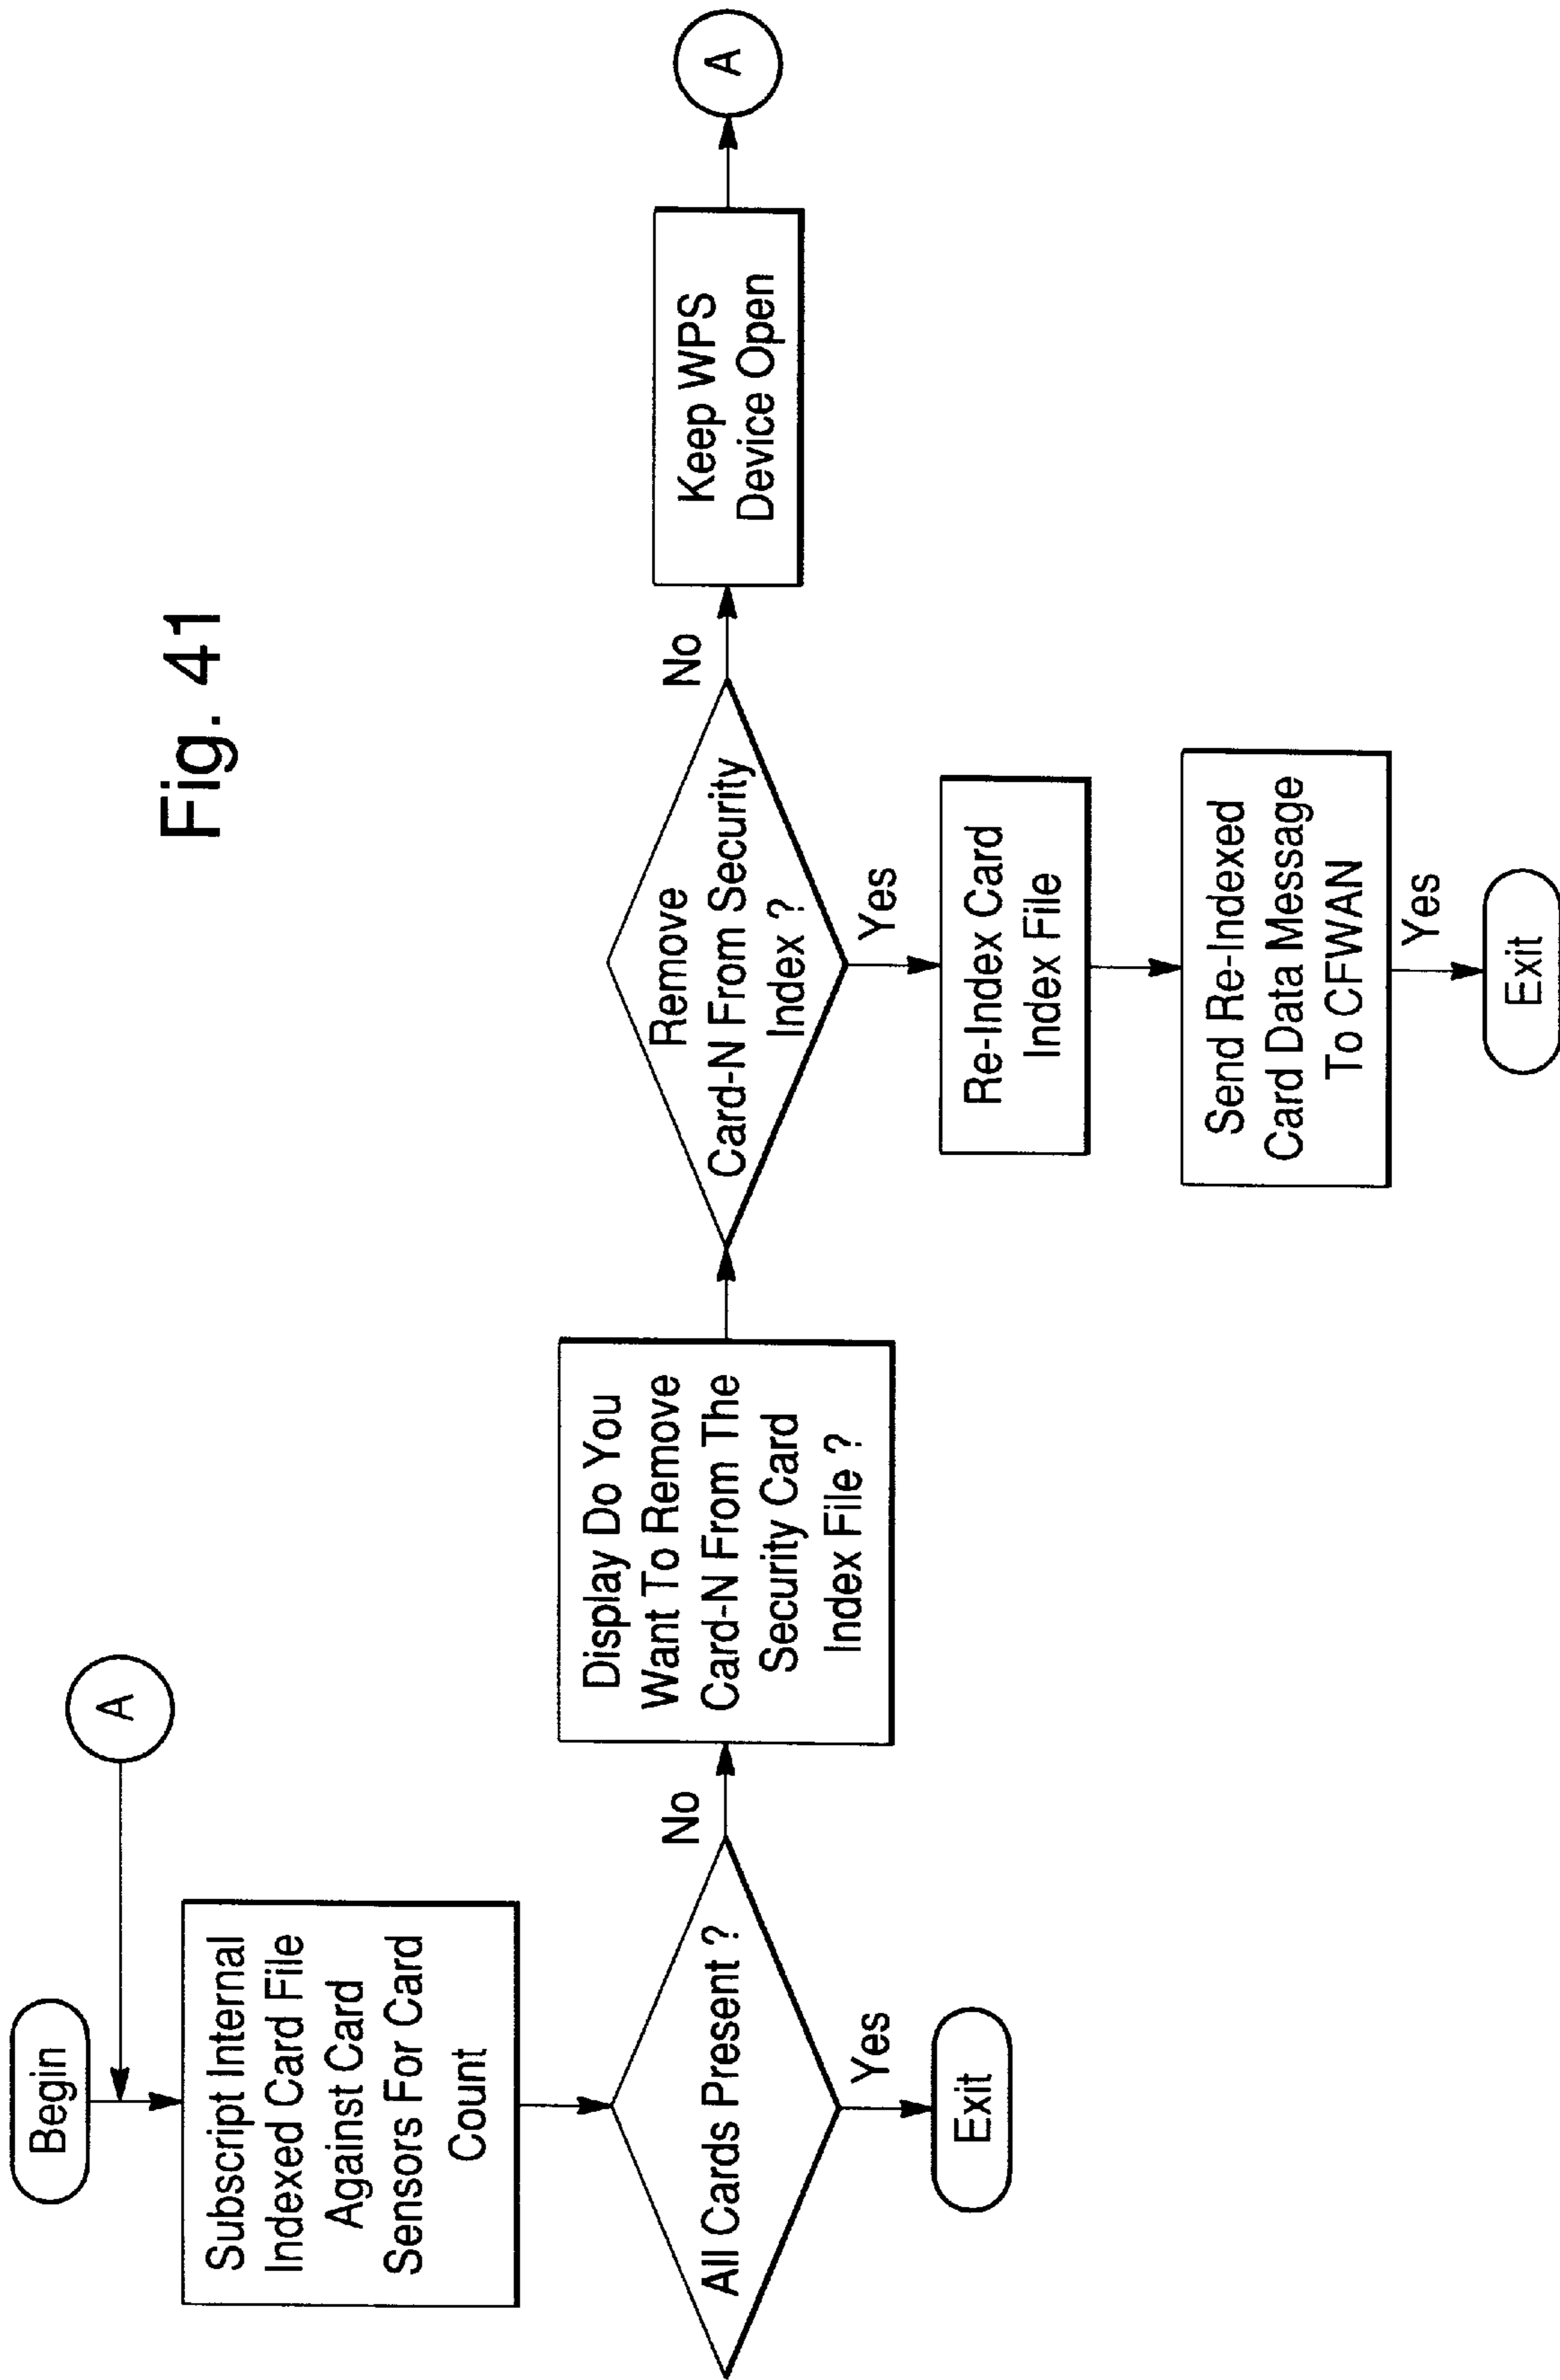 Fig. 41
Begin
A
Subscript Internal
Indexed Card File
Against Card
Sensors For Card
Count
All Cards Present ?
No
Yes
Exit
Display Do You
Want To Remove
Card-N From The
Security Card
Index File ?
Remove
Card-N From Security
Index ?
No
Keep WPS
Device Open
A
Yes
Re-Index Card
Index File
Send Re-Indexed
Card Data Message
To CFWAN
Yes
Exit